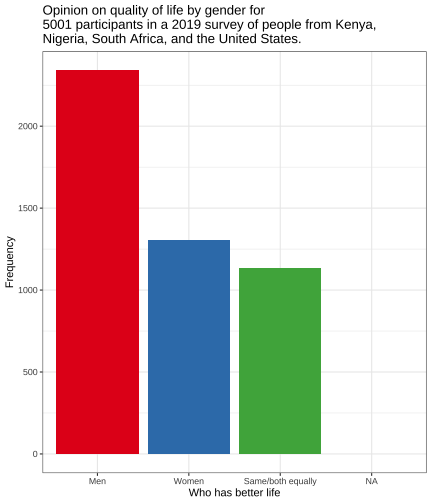 Opinion on quality of life by gender for
5001 participants in a 2019 survey of people from Kenya,
Nigeria, South Africa, and the United States.
Frequency
2000
1500
1000
500
0
Men Women Same/both equally NA
Who has better life